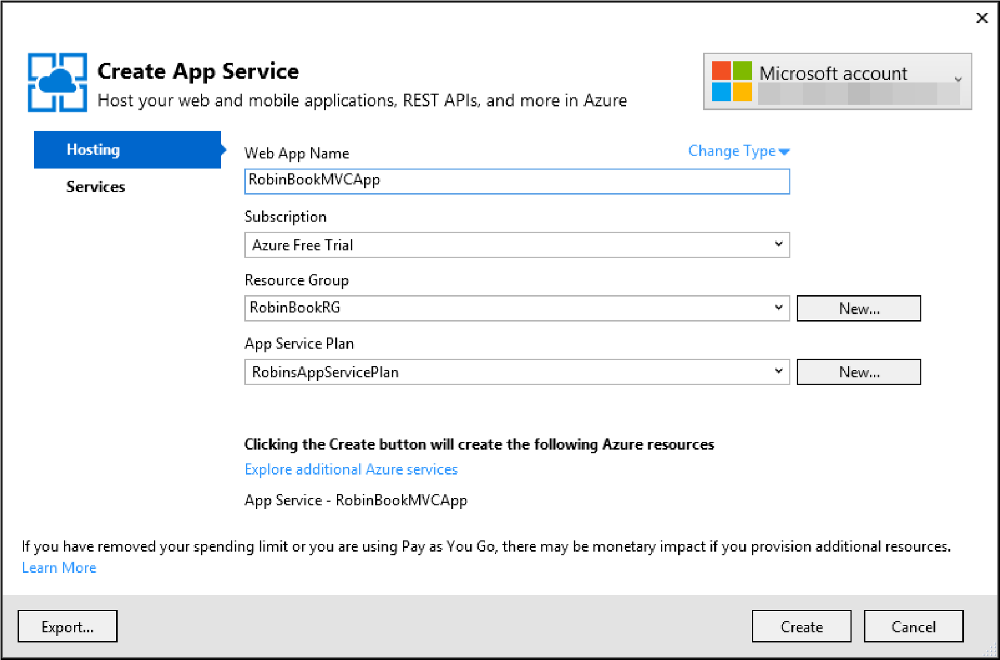 Create App Service
Host your web and mobile applications, REST APIs, and more in Azure
Microsoft account
Hosting
Services
Web App Name
Change Type
RobinBookMVCApp
Subscription
Azure Free Trial
Resource Group
RobinBookRG
New...
App Service Plan
RobinsAppServicePlan
New...
Clicking the Create button will create the following Azure resources
Explore additional Azure services
App Service - RobinBookMVCApp
If you have removed your spending limit or you are using Pay as You Go, there may be monetary impact if you provision additional resources.
Learn More
Export...
Create
Cancel